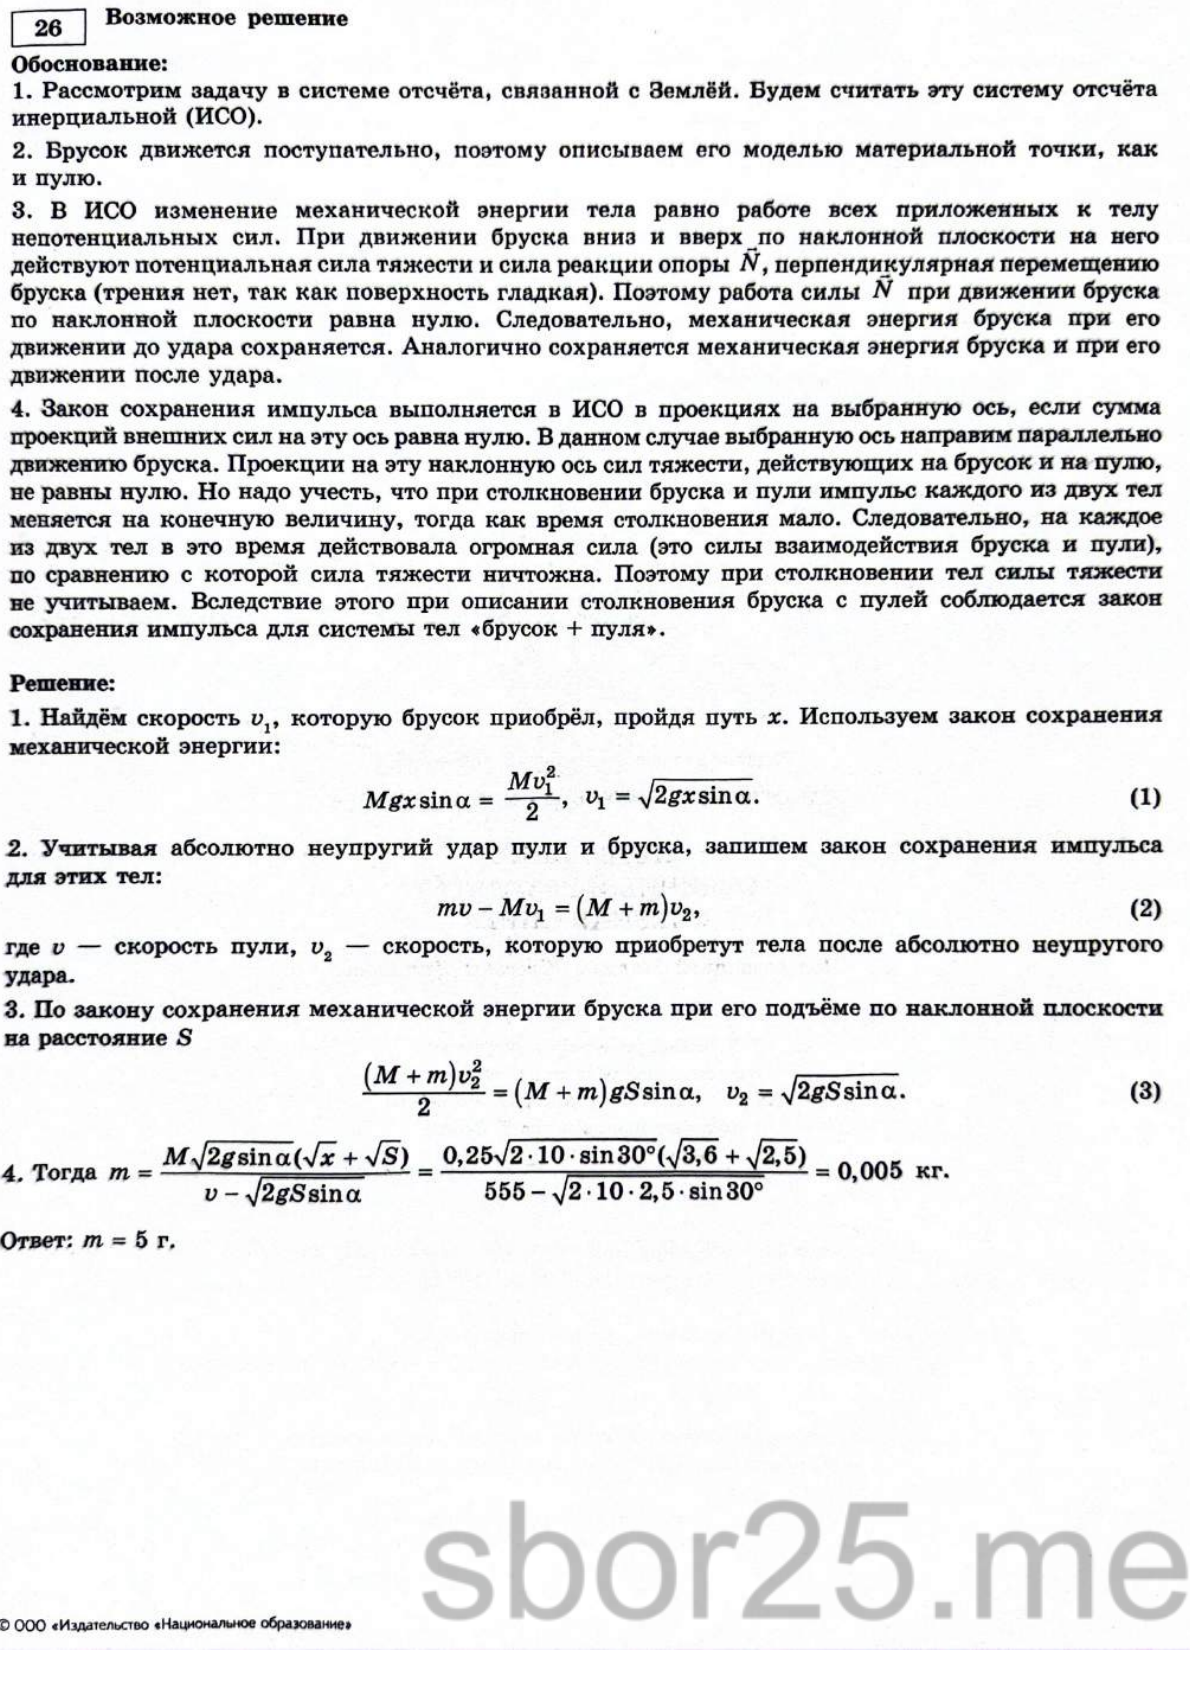 26 Возможное решение
Обоснование:
1. Рассмотрим задачу в системе отсчёта, связанной с Землёй. Будем считать эту систему отсчёта
инерциальной (ИСО).
2. Брусок движется поступательно, поэтому описываем его моделью материальной точки, как
и пулю.
3. В ИСО изменение механической энергии тела равно работе всех приложенных к телу
непотенциальных сил. При движении бруска вниз и вверх по наклонной плоскости на него
действуют потенциальная сила тяжести и сила реакции опоры N⃗, перпендикулярная перемещению
бруска (трения нет, так как поверхность гладкая). Поэтому работа силы N⃗ при движении бруска
по наклонной плоскости равна нулю. Следовательно, механическая энергия бруска при его
движении до удара сохраняется. Аналогично сохраняется механическая энергия бруска и при его
движении после удара.
4. Закон сохранения импульса выполняется в ИСО в проекциях на выбранную ось, если сумма
проекций внешних сил на эту ось равна нулю. В данном случае выбранную ось направим параллельно
движению бруска. Проекции на эту наклонную ось сил тяжести, действующих на брусок и на пулю,
не равны нулю. Но надо учесть, что при столкновении бруска и пули импульс каждого из двух тел
меняется на конечную величину, тогда как время столкновения мало. Следовательно, на каждое
из двух тел в это время действовала огромная сила (это силы взаимодействия бруска и пули),
по сравнению с которой сила тяжести ничтожна. Поэтому при столкновении тел силы тяжести
не учитываем. Вследствие этого при описании столкновения бруска с пулей соблюдается закон
сохранения импульса для системы тел «брусок + пуля».
Решение:
1. Найдём скорость v₁, которую брусок приобрёл, пройдя путь x. Используем закон сохранения
механической энергии:
Mgx sin α = Mv₁²/2, v₁ = √(2gx sin α). (1)
2. Учитывая абсолютно неупругий удар пули и бруска, запишем закон сохранения импульса
для этих тел:
mv − Mv₁ = (M + m)v₂, (2)
где v — скорость пули, v₂ — скорость, которую приобретут тела после абсолютно неупругого
удара.
3. По закону сохранения механической энергии бруска при его подъёме по наклонной плоскости
на расстояние S
(M + m)v₂²/2 = (M + m)gS sin α, v₂ = √(2gS sin α). (3)
4. Тогда m = M√(2g sin α)(√x + √S)/(v − √(2gS sin α)) = 0,25√(2·10·sin 30°)(√3,6 + √2,5)/(555 − √(2·10·2,5·sin 30°)) = 0,005 кг.
Ответ: m = 5 г.
sbor25.me
© ООО «Издательство «Национальное образование»